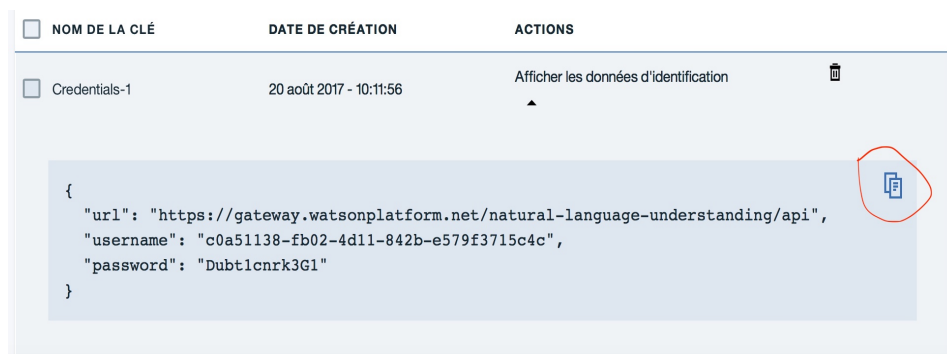 NOM DE LA CLÉ DATE DE CRÉATION ACTIONS
Credentials-1 20 août 2017 - 10:11:56 Afficher les données d'identification
{
"url": "https://gateway.watsonplatform.net/natural-language-understanding/api",
"username": "c0a51138-fb02-4d11-842b-e579f3715c4c",
"password": "Dubt1cnrk3G1"
}